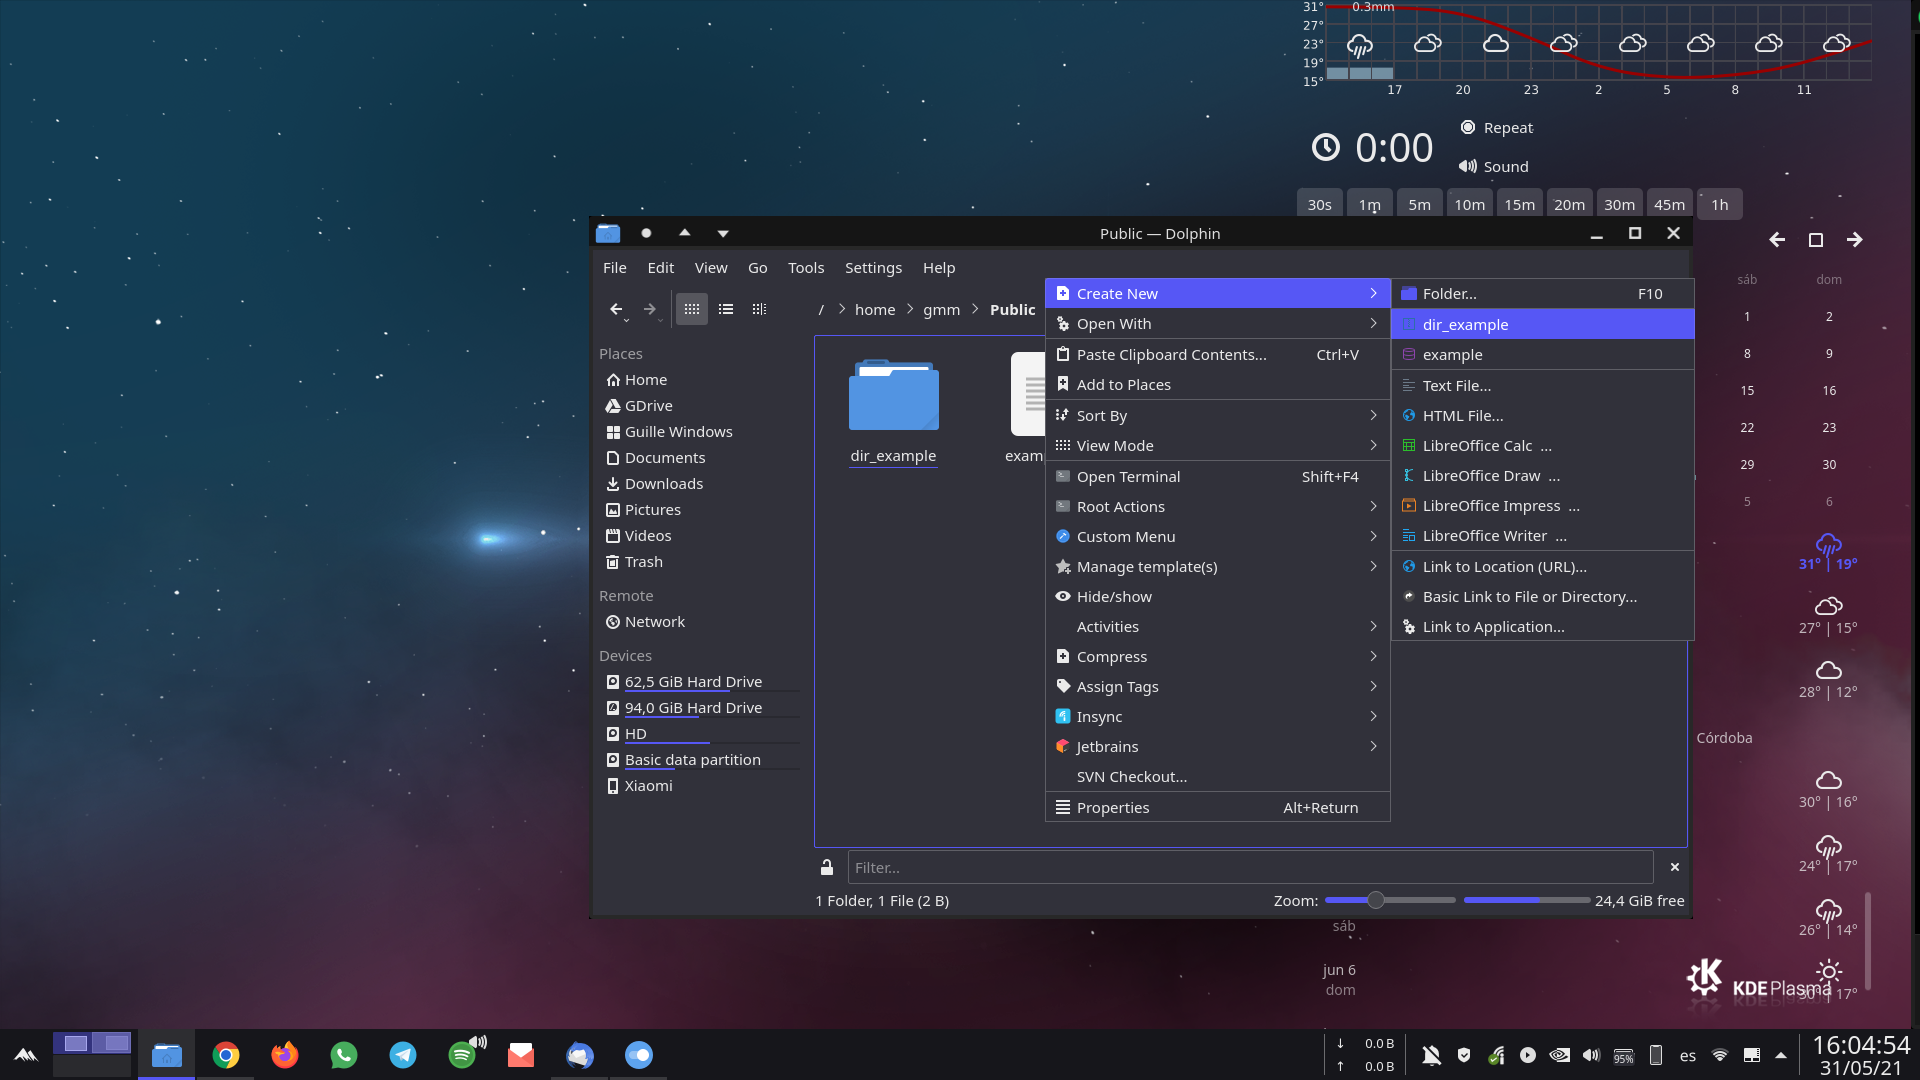 31°
0.3mm
27°
23°
19°
15°
17 20 23 2 5 8 11
0:00
Repeat
Sound
30s 1m 5m 10m 15m 20m 30m 45m 1h
Public — Dolphin
File Edit View Go Tools Settings Help
/ home gmm Public
Places
Home
GDrive
Guille Windows
Documents
Downloads
Pictures
Videos
Trash
Remote
Network
Devices
62,5 GiB Hard Drive
94,0 GiB Hard Drive
HD
Basic data partition
Xiaomi
dir_example
exam
Create New
Open With
Paste Clipboard Contents... Ctrl+V
Add to Places
Sort By
View Mode
Open Terminal Shift+F4
Root Actions
Custom Menu
Manage template(s)
Hide/show
Activities
Compress
Assign Tags
Insync
Jetbrains
SVN Checkout...
Properties Alt+Return
Folder... F10
dir_example
example
Text File...
HTML File...
LibreOffice Calc ...
LibreOffice Draw ...
LibreOffice Impress ...
LibreOffice Writer ...
Link to Location (URL)...
Basic Link to File or Directory...
Link to Application...
Filter...
1 Folder, 1 File (2 B)
Zoom:
24,4 GiB free
sáb dom
1 2
8 9
15 16
22 23
29 30
5 6
31° | 19°
27° | 15°
28° | 12°
Córdoba
30° | 16°
24° | 17°
26° | 14°
sáb
jun 6
dom
KDE Plasma
17°
↓ 0.0 B
↑ 0.0 B
95%
es
16:04:54
31/05/21